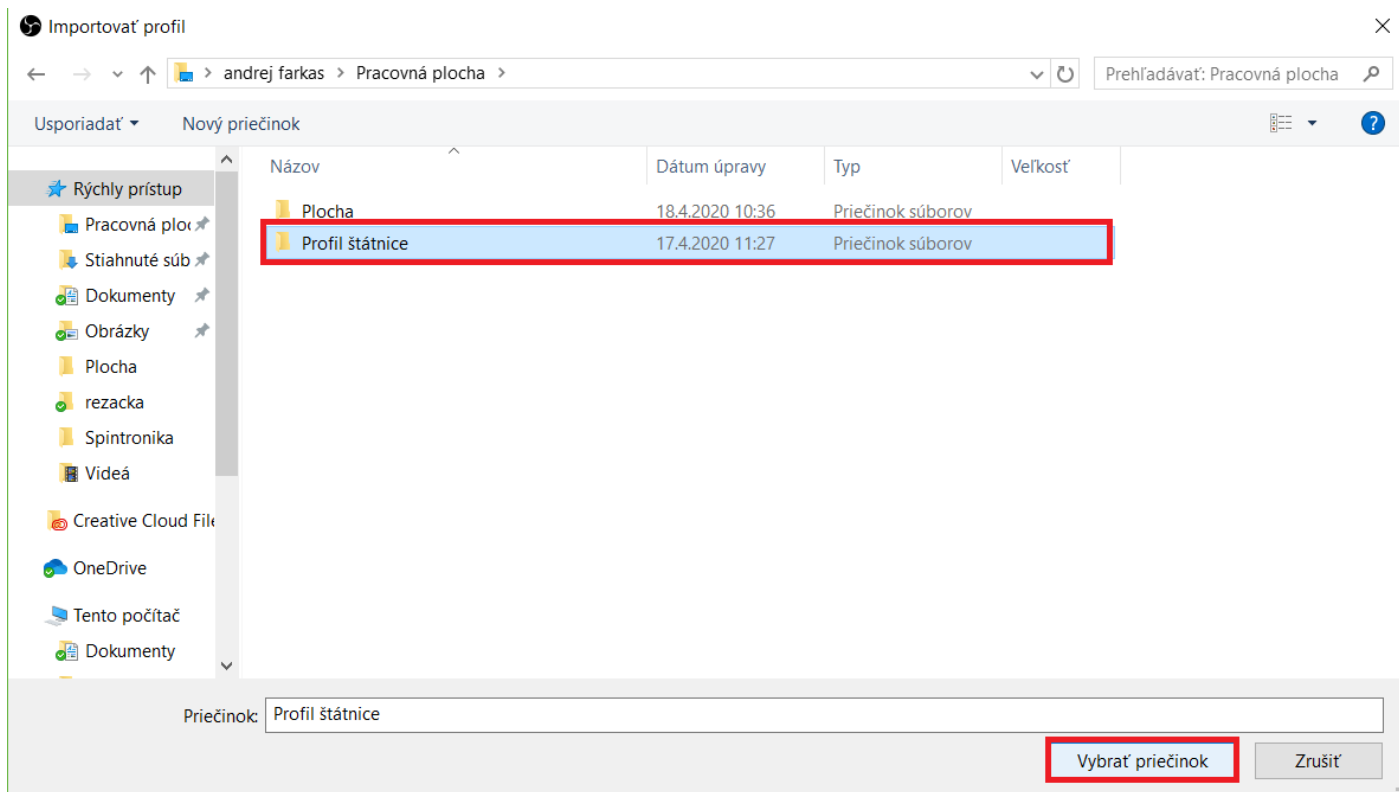 Importovať profil
andrej farkas > Pracovná plocha >
Prehľadávať: Pracovná plocha
Usporiadať
Nový priečinok
?
Názov
Dátum úpravy
Typ
Veľkosť
Rýchly prístup
Pracovná ploc
Stiahnuté súb
Dokumenty
Obrázky
Plocha
rezacka
Spintronika
Videá
Creative Cloud File
OneDrive
Tento počítač
Dokumenty
Plocha 18.4.2020 10:36 Priečinok súborov
Profil štátnice 17.4.2020 11:27 Priečinok súborov
Priečinok: Profil štátnice
Vybrať priečinok
Zrušiť